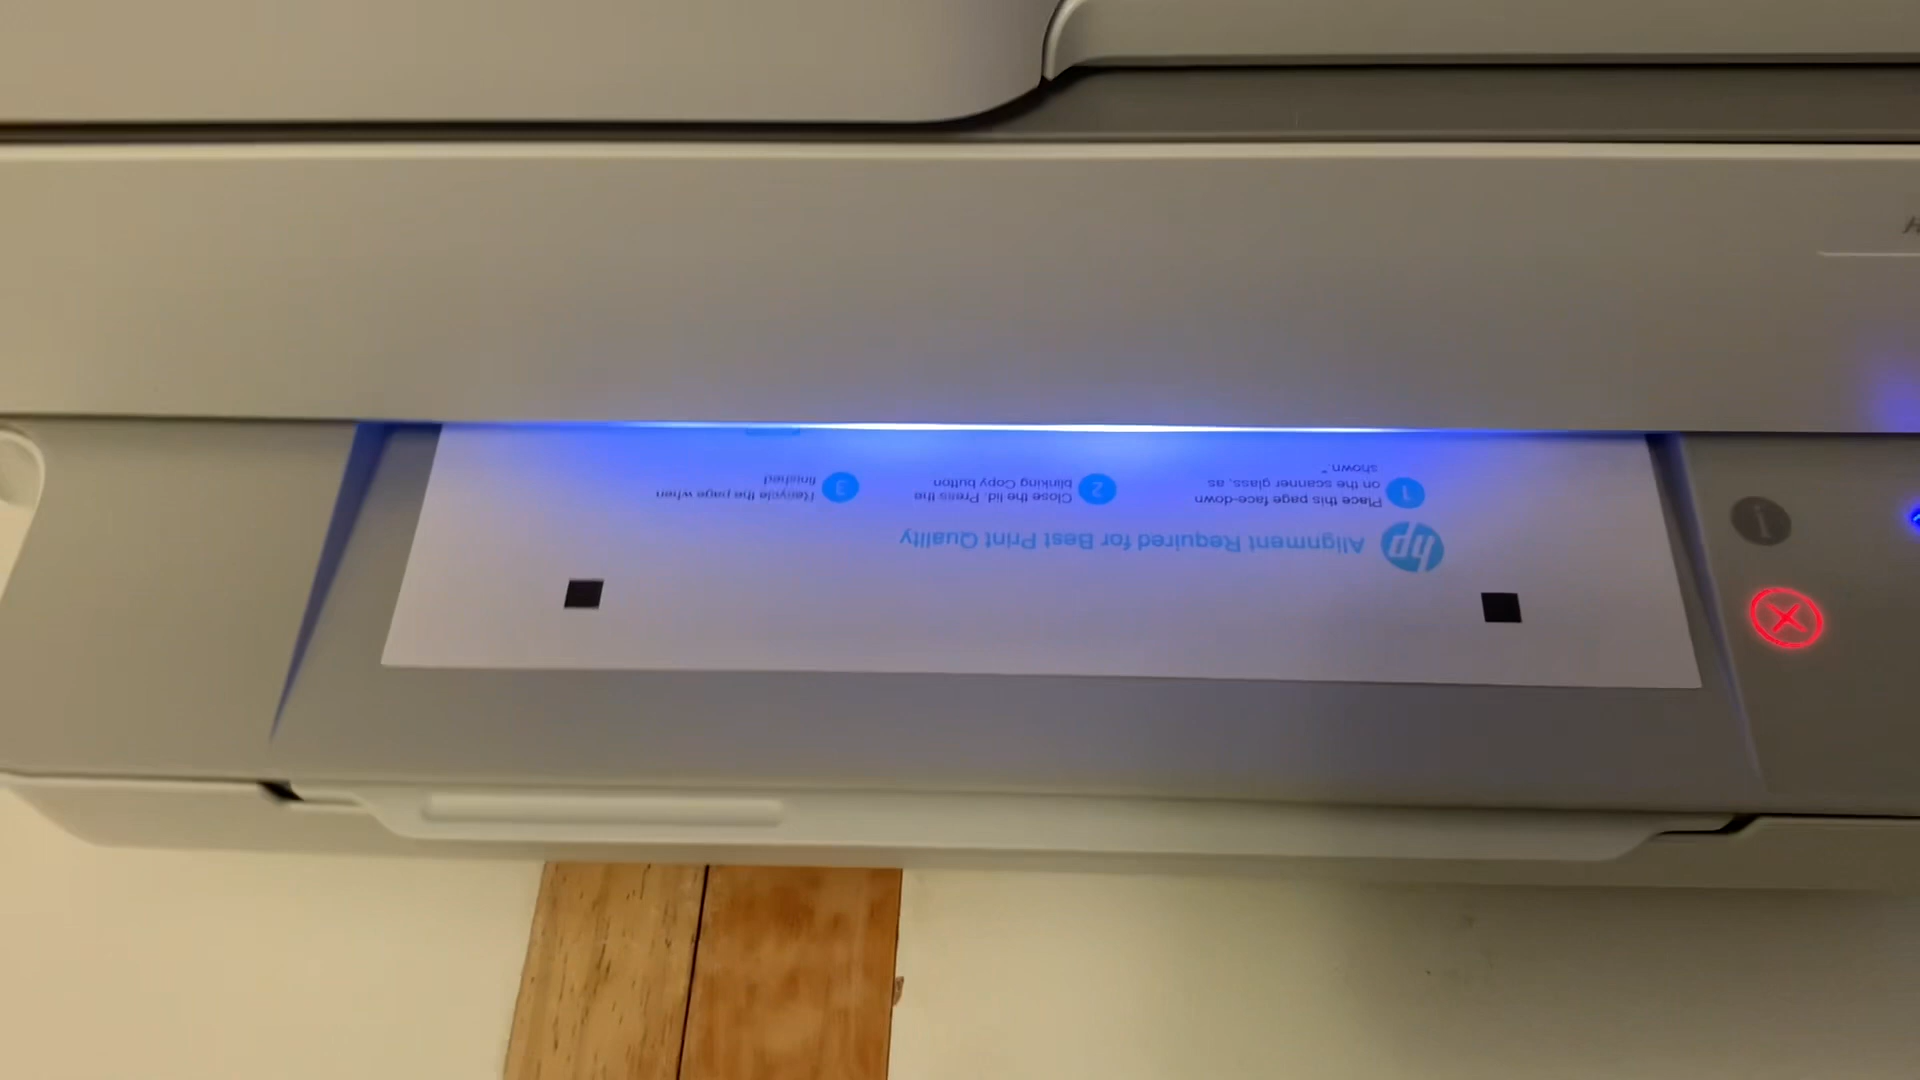 hp Alignment Required for Best Print Quality
1 Place this page face-down
on the scanner glass, as
shown.*
2 Close the lid. Press the
blinking Copy button
3 Recycle the page when
finished